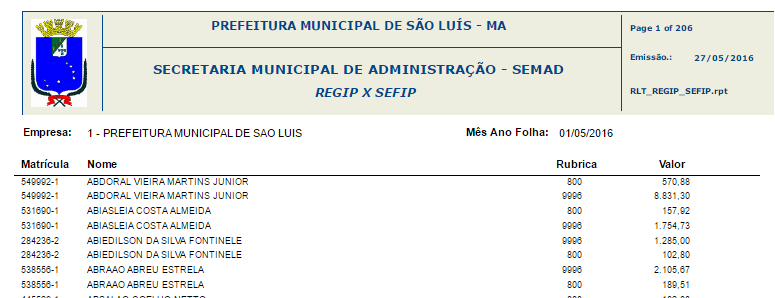 PREFEITURA MUNICIPAL DE SÃO LUÍS - MA
Page 1 of 206
Emissão.: 27/05/2016
SECRETARIA MUNICIPAL DE ADMINISTRAÇÃO - SEMAD
REGIP X SEFIP
RLT_REGIP_SEFIP.rpt
Empresa: 1 - PREFEITURA MUNICIPAL DE SAO LUIS Mês Ano Folha: 01/05/2016
Matrícula Nome Rubrica Valor
549992-1 ABDORAL VIEIRA MARTINS JUNIOR 800 570,88
549992-1 ABDORAL VIEIRA MARTINS JUNIOR 9996 8.831,30
531690-1 ABIASLEIA COSTA ALMEIDA 800 157,92
531690-1 ABIASLEIA COSTA ALMEIDA 9996 1.754,73
284236-2 ABIEDILSON DA SILVA FONTINELE 9996 1.285,00
284236-2 ABIEDILSON DA SILVA FONTINELE 800 102,80
538556-1 ABRAAO ABREU ESTRELA 9996 2.105,67
538556-1 ABRAAO ABREU ESTRELA 800 189,51